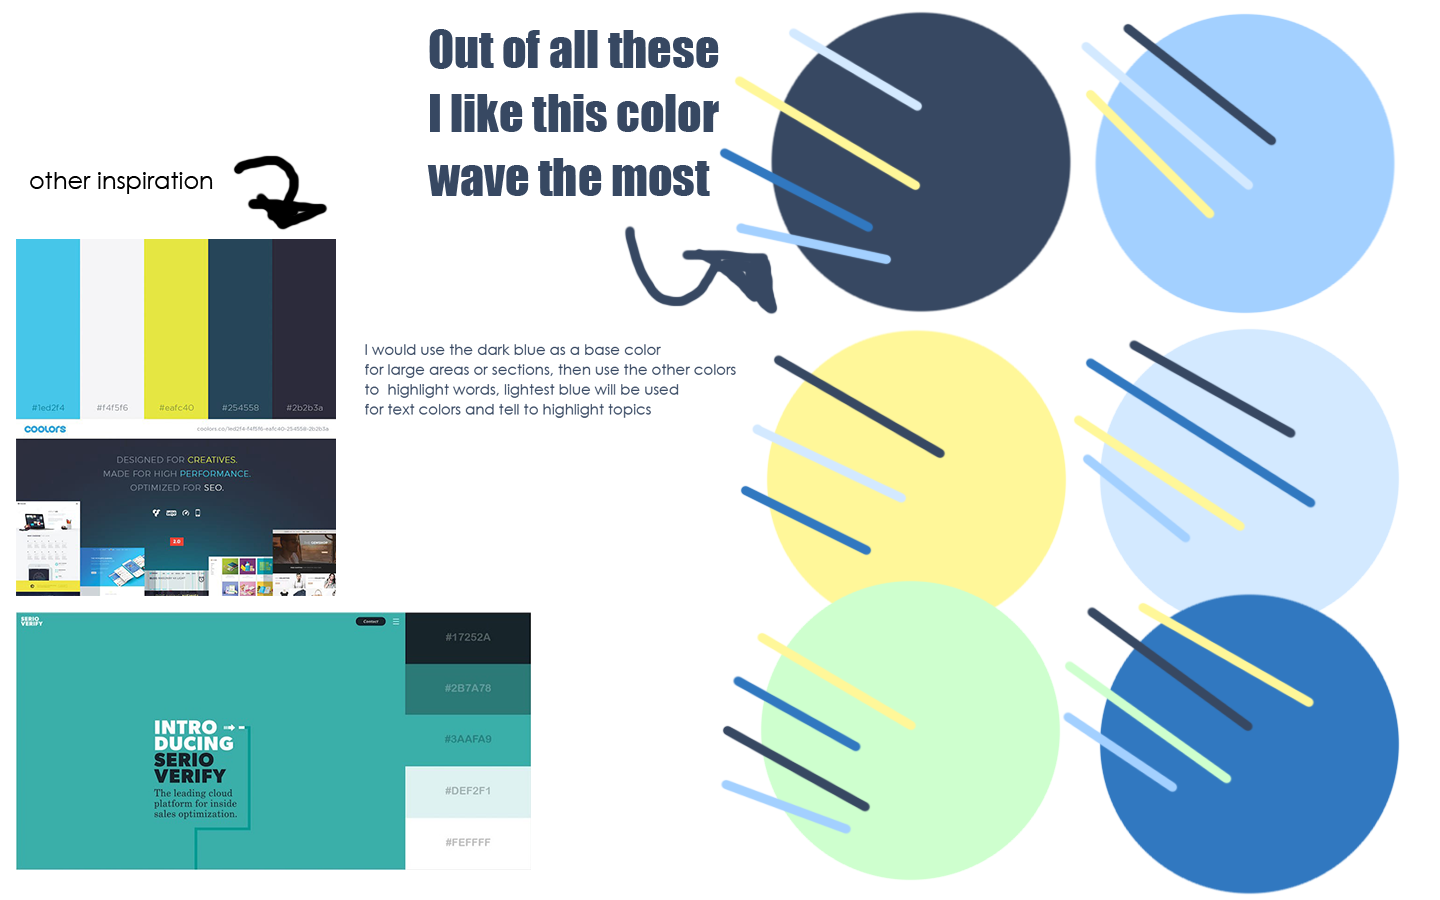 Out of all these
I like this color
wave the most
other inspiration
#1ed2f4
#f4f5f6
#eafc40
#254558
#2b2b3a
coolors
coolors.co/1ed2f4-f4f5f6-eafc40-254558-2b2b3a
DESIGNED FOR CREATIVES.
MADE FOR HIGH PERFORMANCE.
OPTIMIZED FOR SEO.
2.0
I would use the dark blue as a base color
for large areas or sections, then use the other colors
to highlight words, lightest blue will be used
for text colors and tell to highlight topics
SERIO
VERIFY
Contact
INTRO
DUCING
SERIO
VERIFY
The leading cloud
platform for inside
sales optimization.
#17252A
#2B7A78
#3AAFA9
#DEF2F1
#FEFFFF